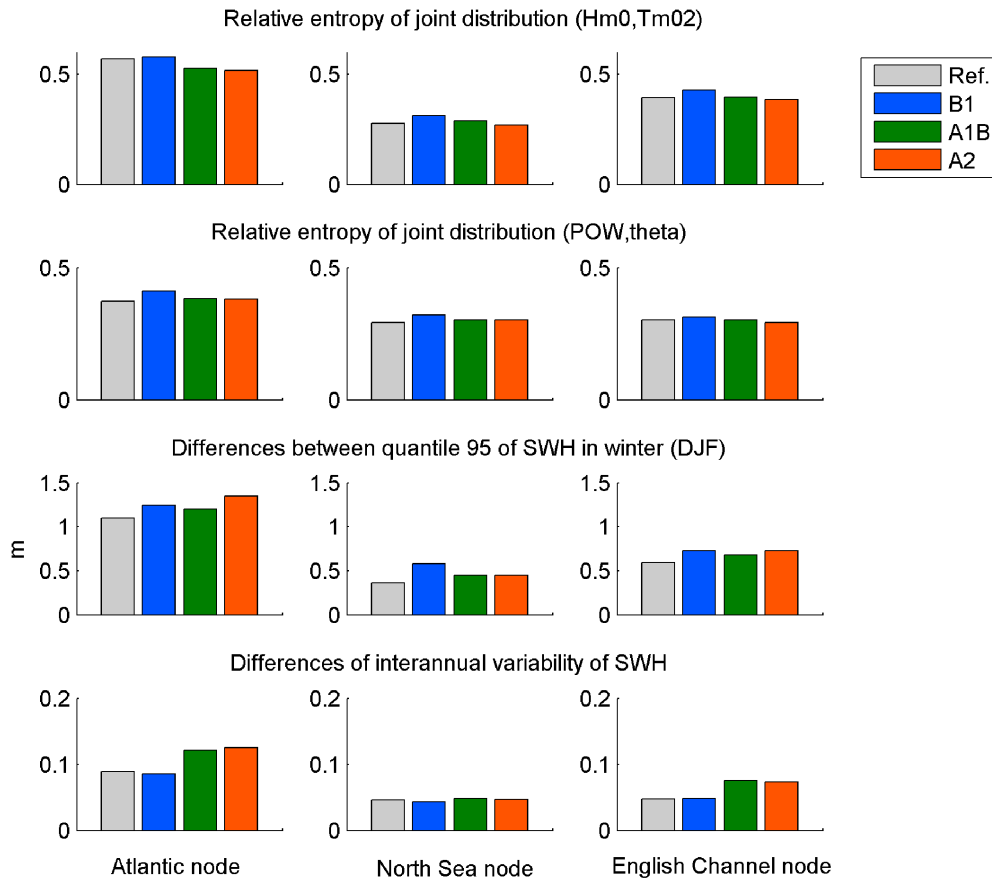 Relative entropy of joint distribution (Hm0,Tm02)
0.5
0
0.5
0
0.5
0
Ref.
B1
A1B
A2
Relative entropy of joint distribution (POW,theta)
0.5
0
0.5
0
0.5
0
Differences between quantile 95 of SWH in winter (DJF)
m
1.5
1
0.5
0
1.5
1
0.5
0
1.5
1
0.5
0
Differences of interannual variability of SWH
0.2
0.1
0
0.2
0.1
0
0.2
0.1
0
Atlantic node
North Sea node
English Channel node